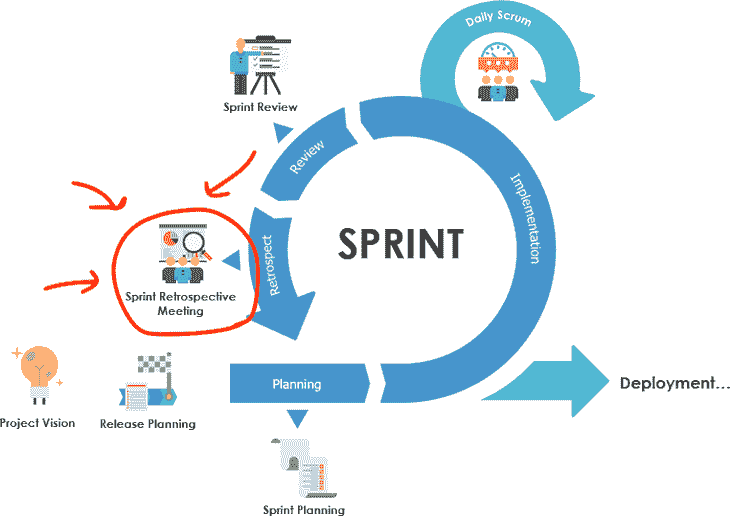 Daily Scrum
Sprint Review
Review
Implementation
SPRINT
Retrospect
Sprint Retrospective
Meeting
Planning
Deployment...
Project Vision
Release Planning
Sprint Planning